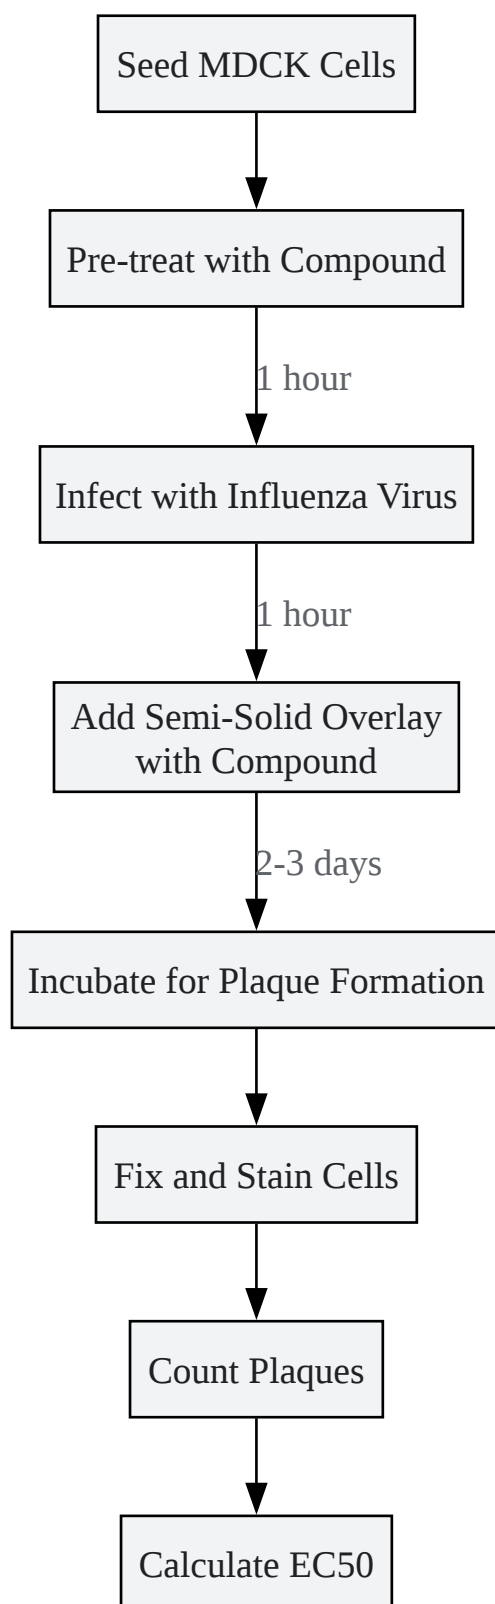 Seed MDCK Cells
Pre-treat with Compound
1 hour
Infect with Influenza Virus
1 hour
Add Semi-Solid Overlay
with Compound
2-3 days
Incubate for Plaque Formation
Fix and Stain Cells
Count Plaques
Calculate EC50